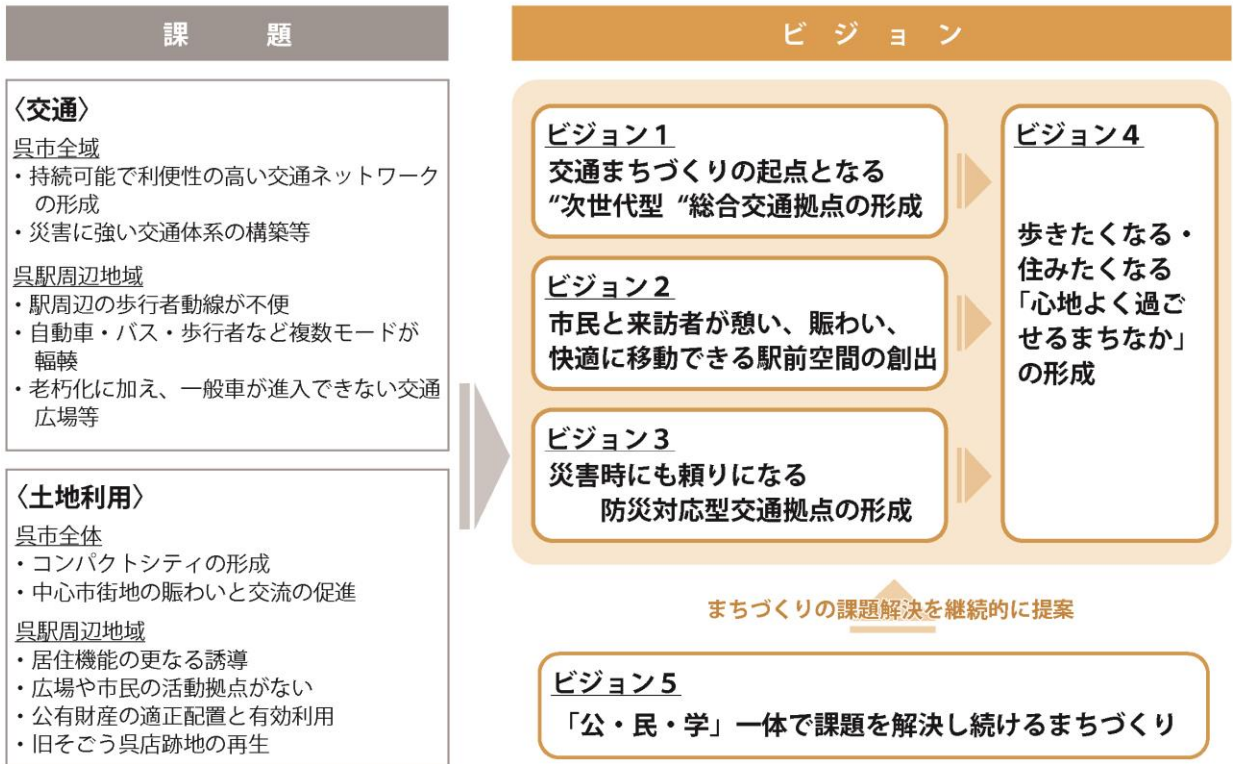 課題
〈交通〉
呉市全域
・持続可能で利便性の高い交通ネットワーク
の形成
・災害に強い交通体系の構築等
呉駅周辺地域
・駅周辺の歩行者動線が不便
・自動車・バス・歩行者など複数モードが
輻輳
・老朽化に加え、一般車が進入できない交通
広場等
〈土地利用〉
呉市全体
・コンパクトシティの形成
・中心市街地の賑わいと交流の促進
呉駅周辺地域
・居住機能の更なる誘導
・広場や市民の活動拠点がない
・公有財産の適正配置と有効利用
・旧そごう呉店跡地の再生
ビジョン
ビジョン1
交通まちづくりの起点となる
“次世代型 “総合交通拠点の形成
ビジョン2
市民と来訪者が憩い、賑わい、
快適に移動できる駅前空間の創出
ビジョン3
災害時にも頼りになる
防災対応型交通拠点の形成
ビジョン4
歩きたくなる・
住みたくなる
「心地よく過ご
せるまちなか」
の形成
まちづくりの課題解決を継続的に提案
ビジョン5
「公・民・学」一体で課題を解決し続けるまちづくり